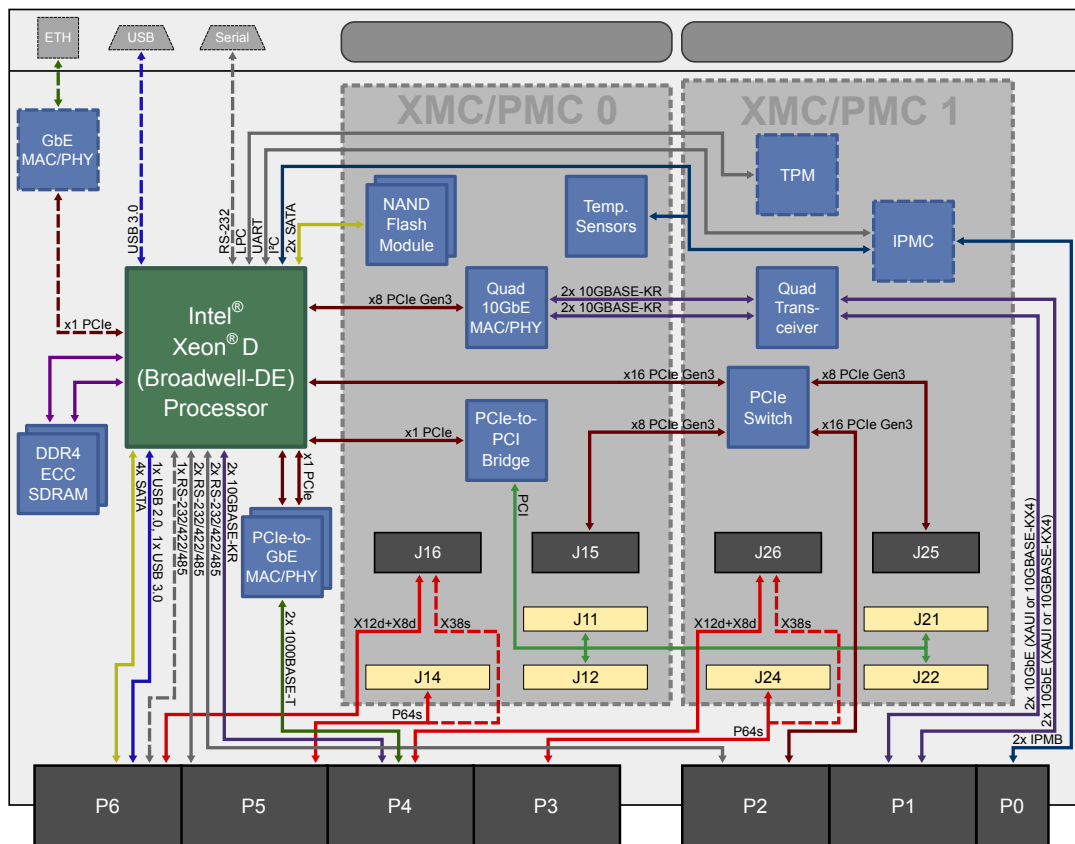 ETH
USB
Serial
XMC/PMC 0
XMC/PMC 1
GbE
MAC/PHY
TPM
NAND
Flash
Module
Temp.
Sensors
IPMC
USB 3.0
RS-222
LPC
UART
I²C
2x SATA
Intel®
Xeon® D
(Broadwell-DE)
Processor
x8 PCIe Gen3
Quad
10GbE
MAC/PHY
2x 10GBASE-KR
2x 10GBASE-KR
Quad
Trans-
ceiver
x1 PCIe
x16 PCIe Gen3
PCIe
Switch
x8 PCIe Gen3
x8 PCIe Gen3
x16 PCIe Gen3
x1 PCIe
PCIe-to-
PCI
Bridge
DDR4
ECC
SDRAM
4x SATA
1x USB 2.0, 1x USB 3.0
1x RS-232/422/485
2x RS-232/422/485
2x RS-232/422/485
2x 10GBASE-KR
x1 PCIe
PCI
PCIe-to-
GbE
MAC/PHY
J16
J15
J26
J25
X12d+X8d
X38s
J11
X12d+X8d
X38s
J21
J14
J12
J24
J22
2x 1000BASE-T
P64s
P64s
2x 10GbE (XAUI or 10GBASE-KX4)
2x 10GbE (XAUI or 10GBASE-KX4)
2x IPMB
P6
P5
P4
P3
P2
P1
P0